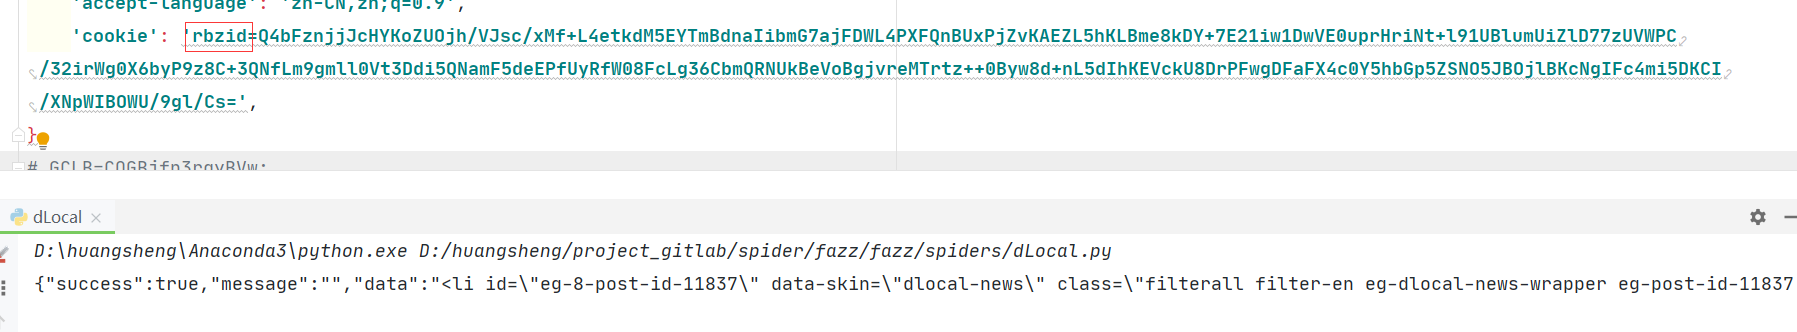 'accept-language': 'zh-CN,zh;q=0.9',
'cookie': 'rbzid=Q4bFznjjJcHYKoZUOjh/VJsc/xMf+L4etkdM5EYTmBdnaIibmG7ajFDWL4PXFQnBUxPjZvKAEZL5hKLBme8kDY+7E21iw1DwVE0uprHriNt+l91UBlumUiZlD77zUVWPC
/32irWg0X6byP9z8C+3QNfLm9gmll0Vt3Ddi5QNamF5deEPfUyRfW08FcLg36CbmQRNUkBeVoBgjvreMTrtz++0Byw8d+nL5dIhKEVckU8DrPFwgDFaFX4c0Y5hbGp5ZSNO5JBOjlBKcNgIFc4mi5DKCI
/XNpWIBOWU/9gl/Cs=',
}
# GCLB=COGBjfn3rqyBVw;
dLocal
D:\huangsheng\Anaconda3\python.exe D:/huangsheng/project_gitlab/spider/fazz/fazz/spiders/dLocal.py
{"success":true,"message":"","data":"<li id=\"eg-8-post-id-11837\" data-skin=\"dlocal-news\" class=\"filterall filter-en eg-dlocal-news-wrapper eg-post-id-11837